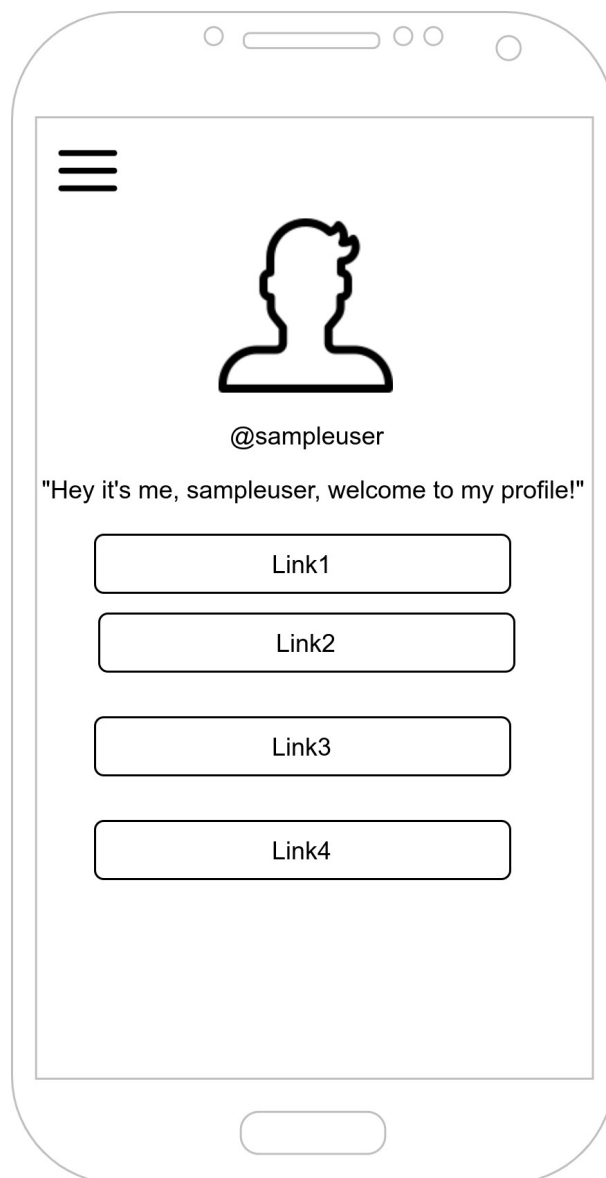 @sampleuser
"Hey it's me, sampleuser, welcome to my profile!"
Link1
Link2
Link3
Link4